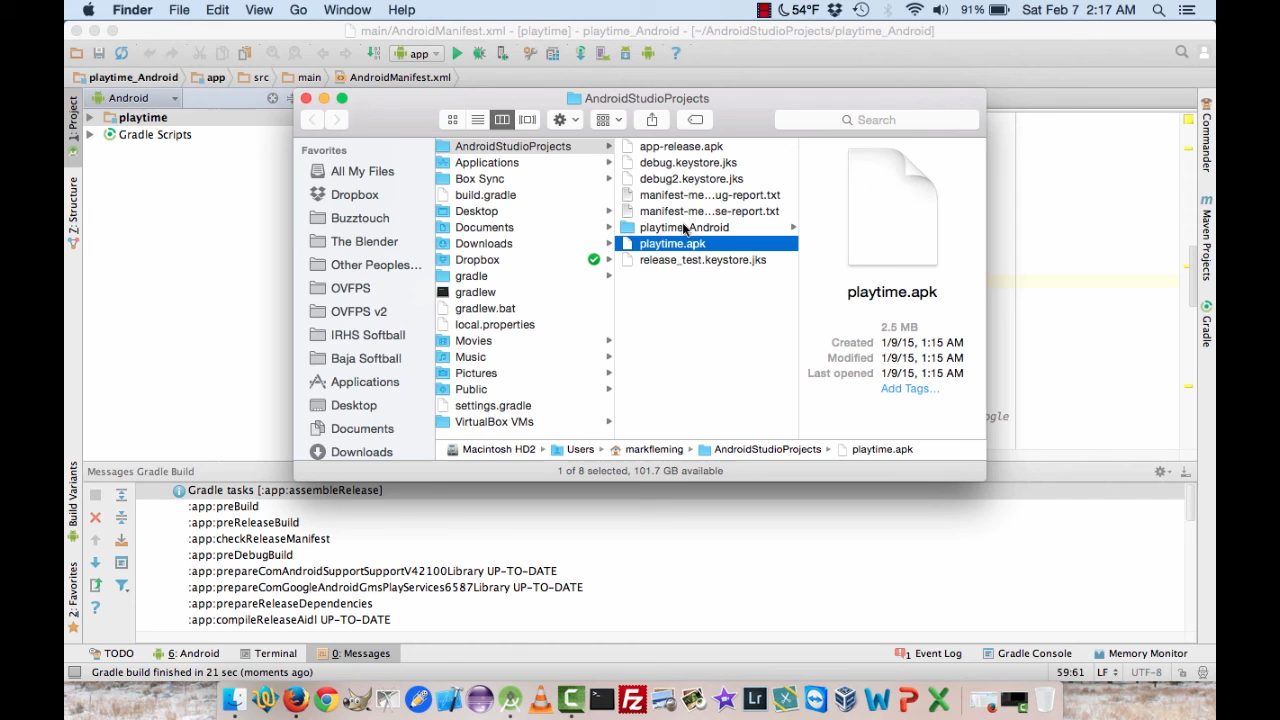 Finder File Edit View Go Window Help 54°F 91% Sat Feb 7 2:17 AM
main/AndroidManifest.xml - [playtime] - playtime_Android - [~/AndroidStudioProjects/playtime_Android]
app
playtime_Android app src main AndroidManifest.xml
Android
playtime
Gradle Scripts
1: Project
Z: Structure
Build Variants
2: Favorites
Commander
Maven Projects
Gradle
AndroidStudioProjects
Search
Favorites
All My Files
Dropbox
Buzztouch
The Blender
Other Peoples...
OVFPS
OVFPS v2
IRHS Softball
Baja Softball
Applications
Desktop
Documents
Downloads
AndroidStudioProjects
Applications
Box Sync
build.gradle
Desktop
Documents
Downloads
Dropbox
gradle
gradlew
gradlew.bat
local.properties
Movies
Music
Pictures
Public
settings.gradle
VirtualBox VMs
app-release.apk
debug.keystore.jks
debug2.keystore.jks
manifest-me...ug-report.txt
manifest-me...se-report.txt
playtime_Android
playtime.apk
release_test.keystore.jks
playtime.apk
2.5 MB
Created 1/9/15, 1:15 AM
Modified 1/9/15, 1:15 AM
Last opened 1/9/15, 1:15 AM
Add Tags...
Macintosh HD2 Users markfleming AndroidStudioProjects playtime.apk
1 of 8 selected, 101.7 GB available
Messages Gradle Build
Gradle tasks [:app:assembleRelease]
:app:preBuild
:app:preReleaseBuild
:app:checkReleaseManifest
:app:preDebugBuild
:app:prepareComAndroidSupportSupportV42100Library UP-TO-DATE
:app:prepareComGoogleAndroidGmsPlayServices6587Library UP-TO-DATE
:app:prepareReleaseDependencies
:app:compileReleaseAidl UP-TO-DATE
TODO 6: Android Terminal 0: Messages 1 Event Log Gradle Console Memory Monitor
Gradle build finished in 21 sec (moments ago) 59:61 LF UTF-8